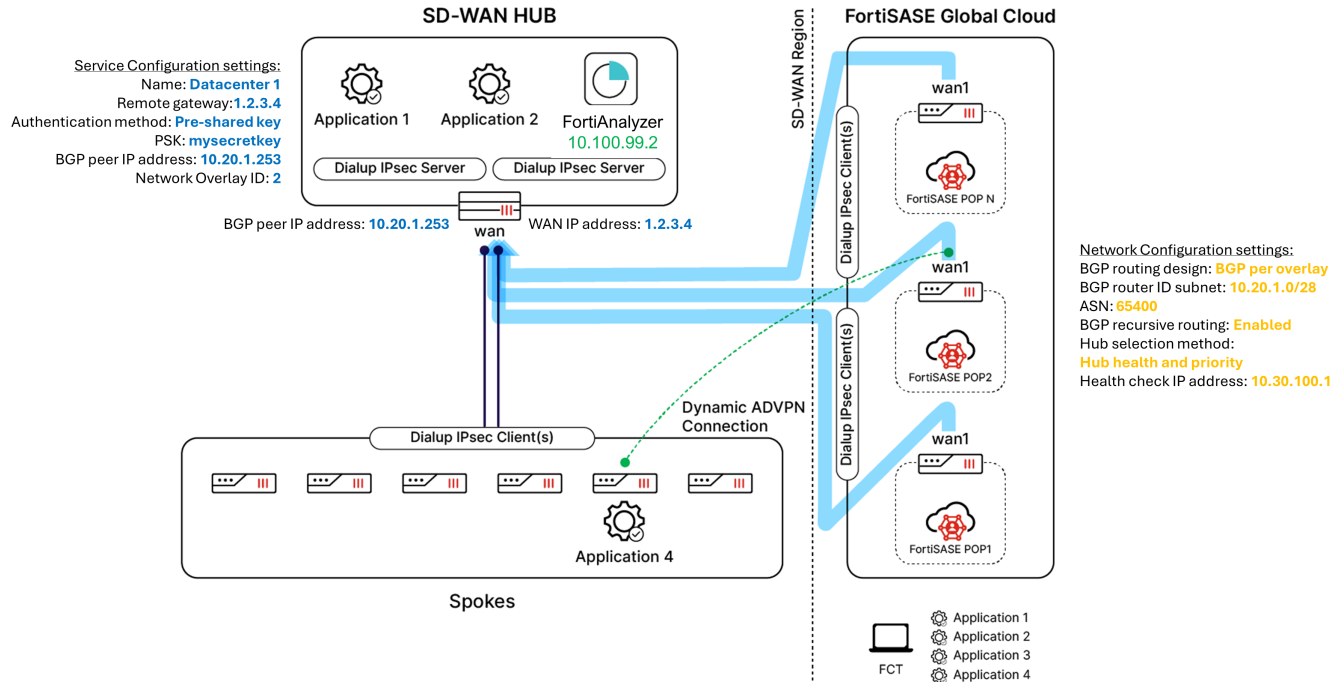 SD-WAN HUB
FortiSASE Global Cloud
Service Configuration settings:
Name: Datacenter 1
Remote gateway:1.2.3.4
Authentication method: Pre-shared key
PSK: mysecretkey
BGP peer IP address: 10.20.1.253
Network Overlay ID: 2
Application 1
Application 2
FortiAnalyzer
10.100.99.2
Dialup IPsec Server
Dialup IPsec Server
BGP peer IP address: 10.20.1.253
WAN IP address: 1.2.3.4
wan
SD-WAN Region
Dialup IPsec Client(s)
Dialup IPsec Client(s)
wan1
FortiSASE POP N
wan1
FortiSASE POP2
wan1
FortiSASE POP1
Network Configuration settings:
BGP routing design: BGP per overlay
BGP router ID subnet: 10.20.1.0/28
ASN: 65400
BGP recursive routing: Enabled
Hub selection method:
Hub health and priority
Health check IP address: 10.30.100.1
Dynamic ADVPN
Connection
Dialup IPsec Client(s)
Application 4
Spokes
FCT
Application 1
Application 2
Application 3
Application 4